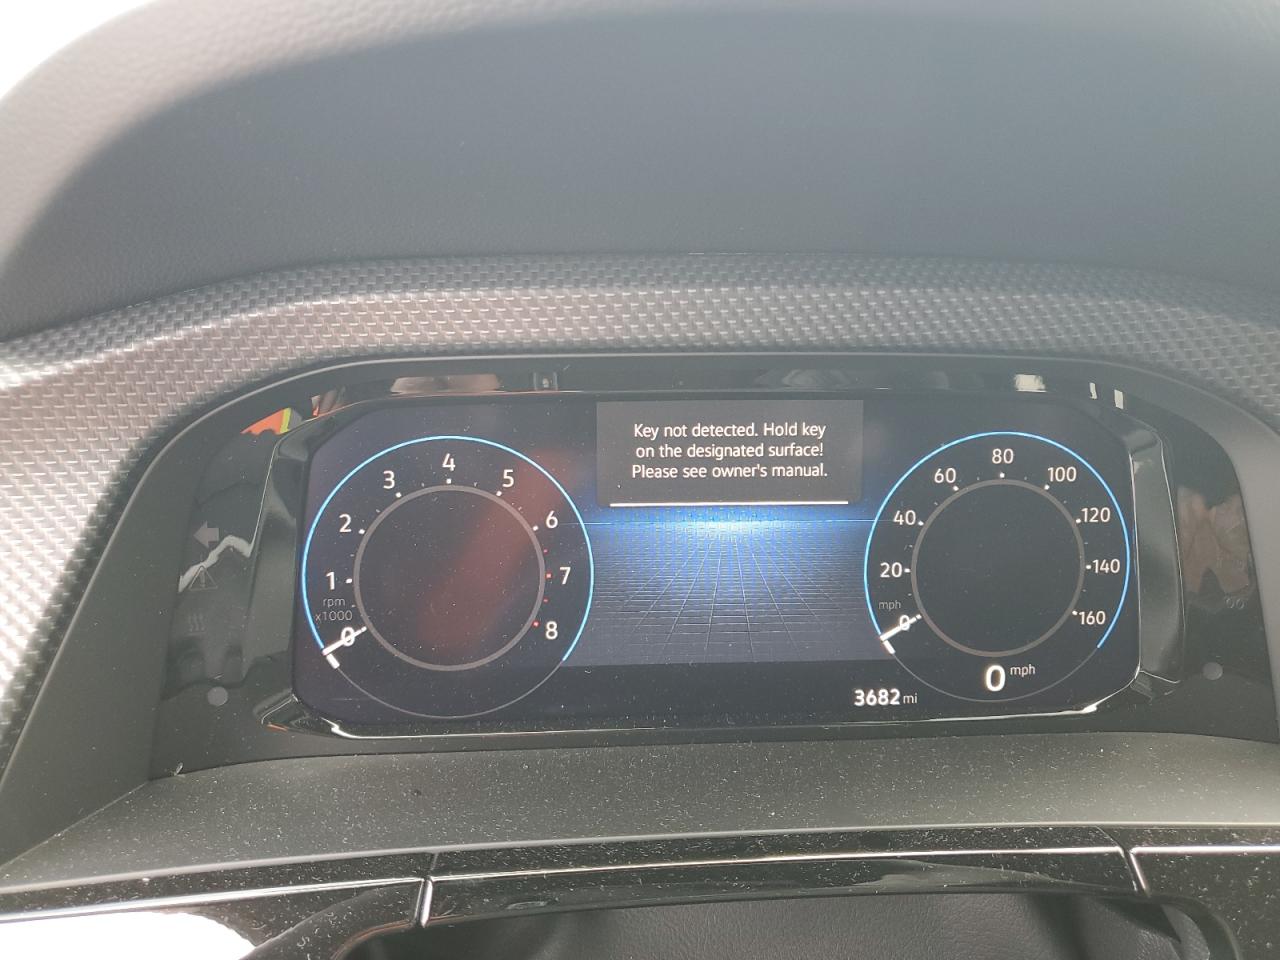 Key not detected. Hold key
on the designated surface!
Please see owner's manual.
4
3
5
2
6
1
7
rpm
x1000
0
8
80
60
100
40
120
20
140
mph
0
160
0 mph
3682 mi